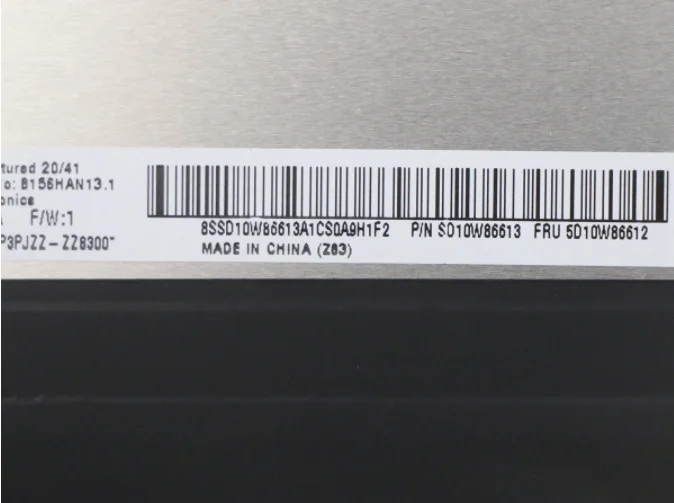 tured 20/41
o: B156HAN13.1
onics
F/W:1
P3PJZZ-ZZ8300"
8SSD10W86613A1CS0A9H1F2 P/N SD10W86613 FRU 5D10W86612
MADE IN CHINA (Z63)